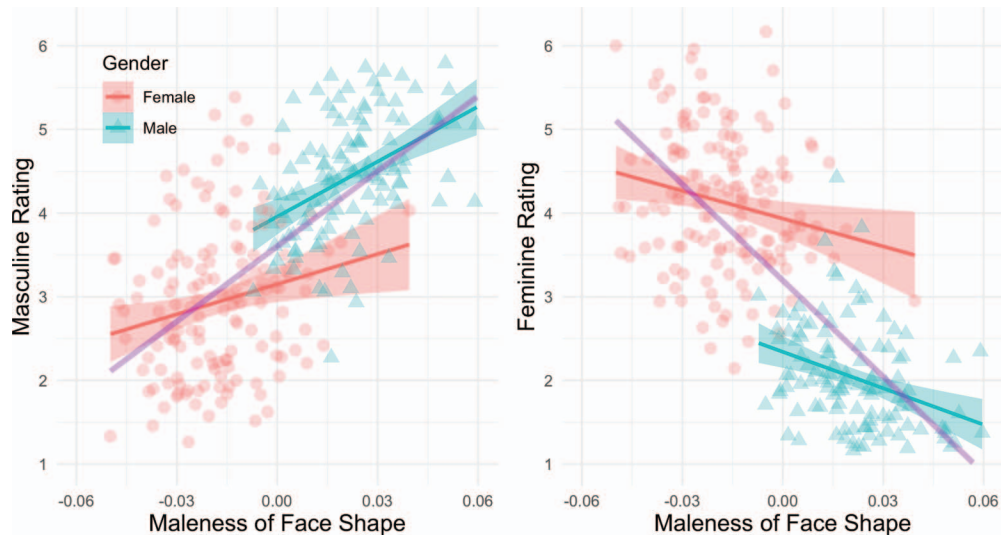 Gender
Female
Male
Masculine Rating
6
5
4
3
2
1
-0.06 -0.03 0.00 0.03 0.06
Maleness of Face Shape
Feminine Rating
6
5
4
3
2
1
-0.06 -0.03 0.00 0.03 0.06
Maleness of Face Shape